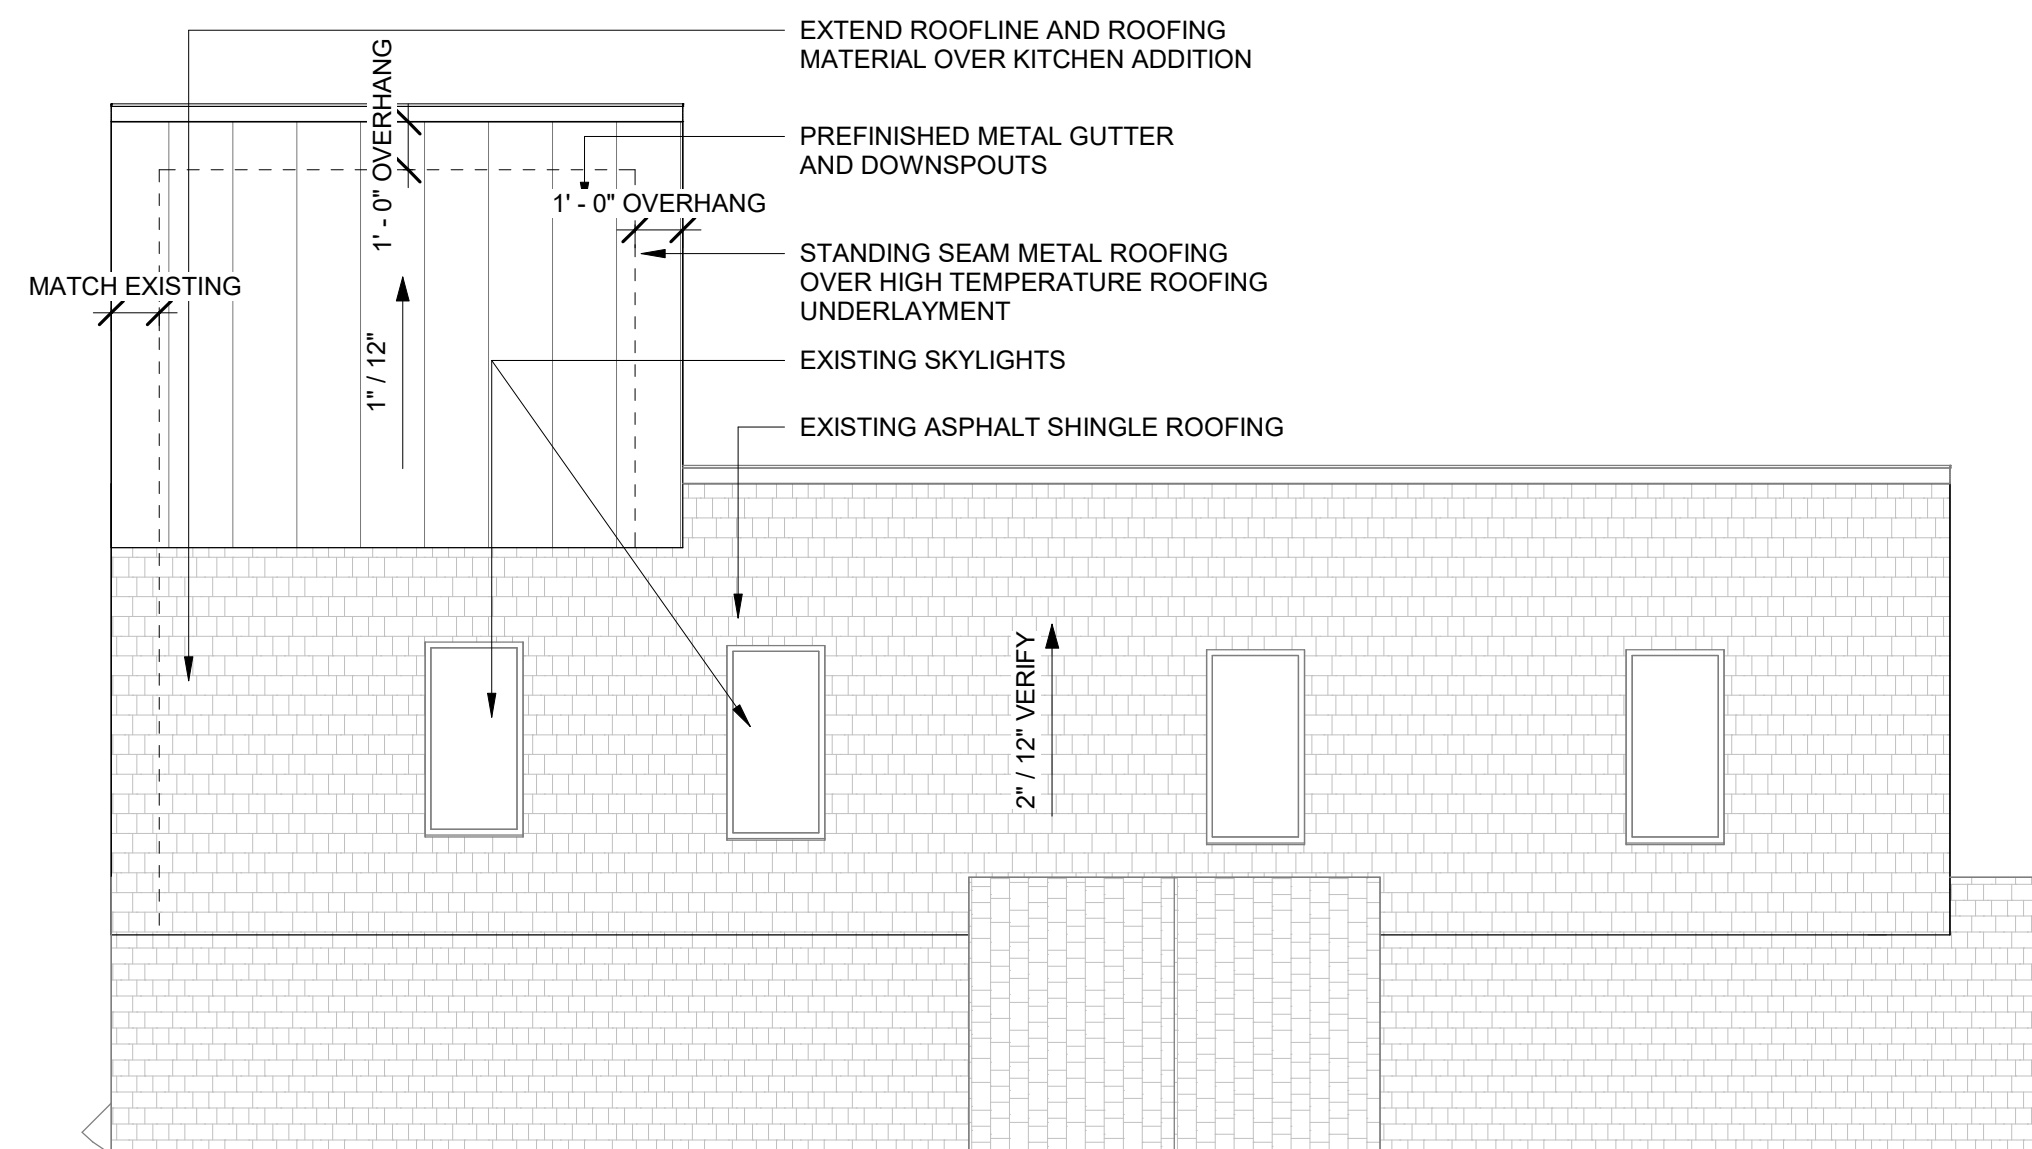 EXTEND ROOFLINE AND ROOFING
MATERIAL OVER KITCHEN ADDITION
1' - 0" OVERHANG
PREFINISHED METAL GUTTER
AND DOWNSPOUTS
1' - 0" OVERHANG
STANDING SEAM METAL ROOFING
OVER HIGH TEMPERATURE ROOFING
UNDERLAYMENT
MATCH EXISTING
1" / 12"
EXISTING SKYLIGHTS
EXISTING ASPHALT SHINGLE ROOFING
2" / 12" VERIFY